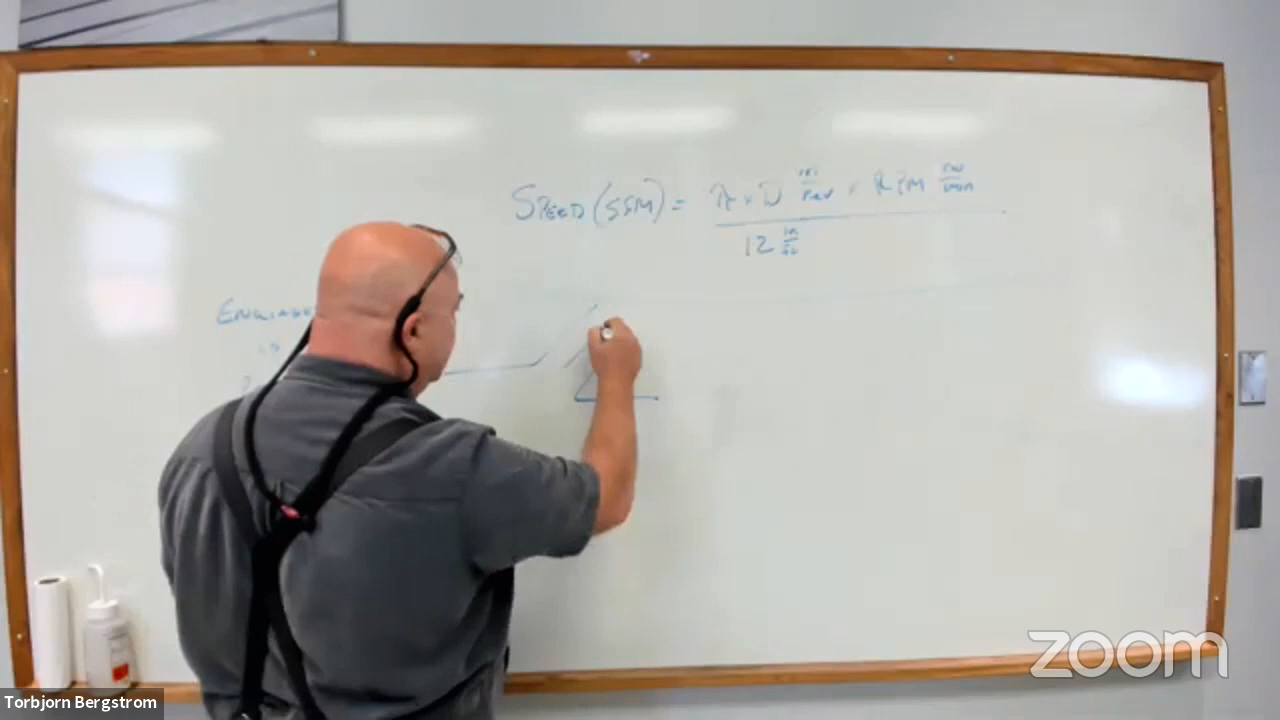 SPEED (SFM) = π × D in/rev × RPM rev/min
12 in/ft
zoom
Torbjorn Bergstrom